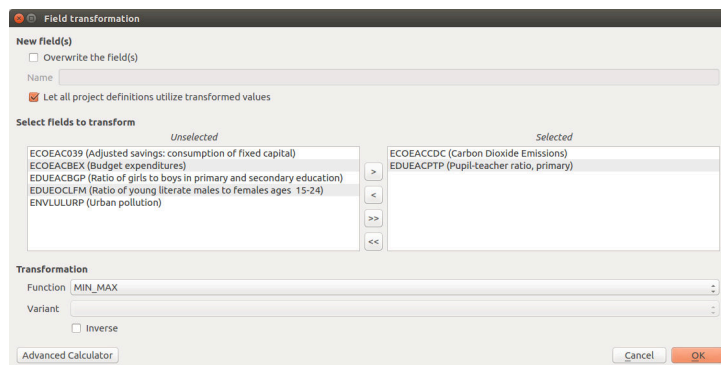 Field transformation
New field(s)
Overwrite the field(s)
Name
Let all project definitions utilize transformed values
Select fields to transform
Unselected
Selected
ECOEAC039 (Adjusted savings: consumption of fixed capital)
ECOEACBEX (Budget expenditures)
EDUEACBGP (Ratio of girls to boys in primary and secondary education)
EDUEOCLFM (Ratio of young literate males to females ages 15-24)
ENVLULURP (Urban pollution)
>
<
>>
<<
ECOEACCDC (Carbon Dioxide Emissions)
EDUEACPTP (Pupil-teacher ratio, primary)
Transformation
Function MIN_MAX
Variant
Inverse
Advanced Calculator
Cancel
OK